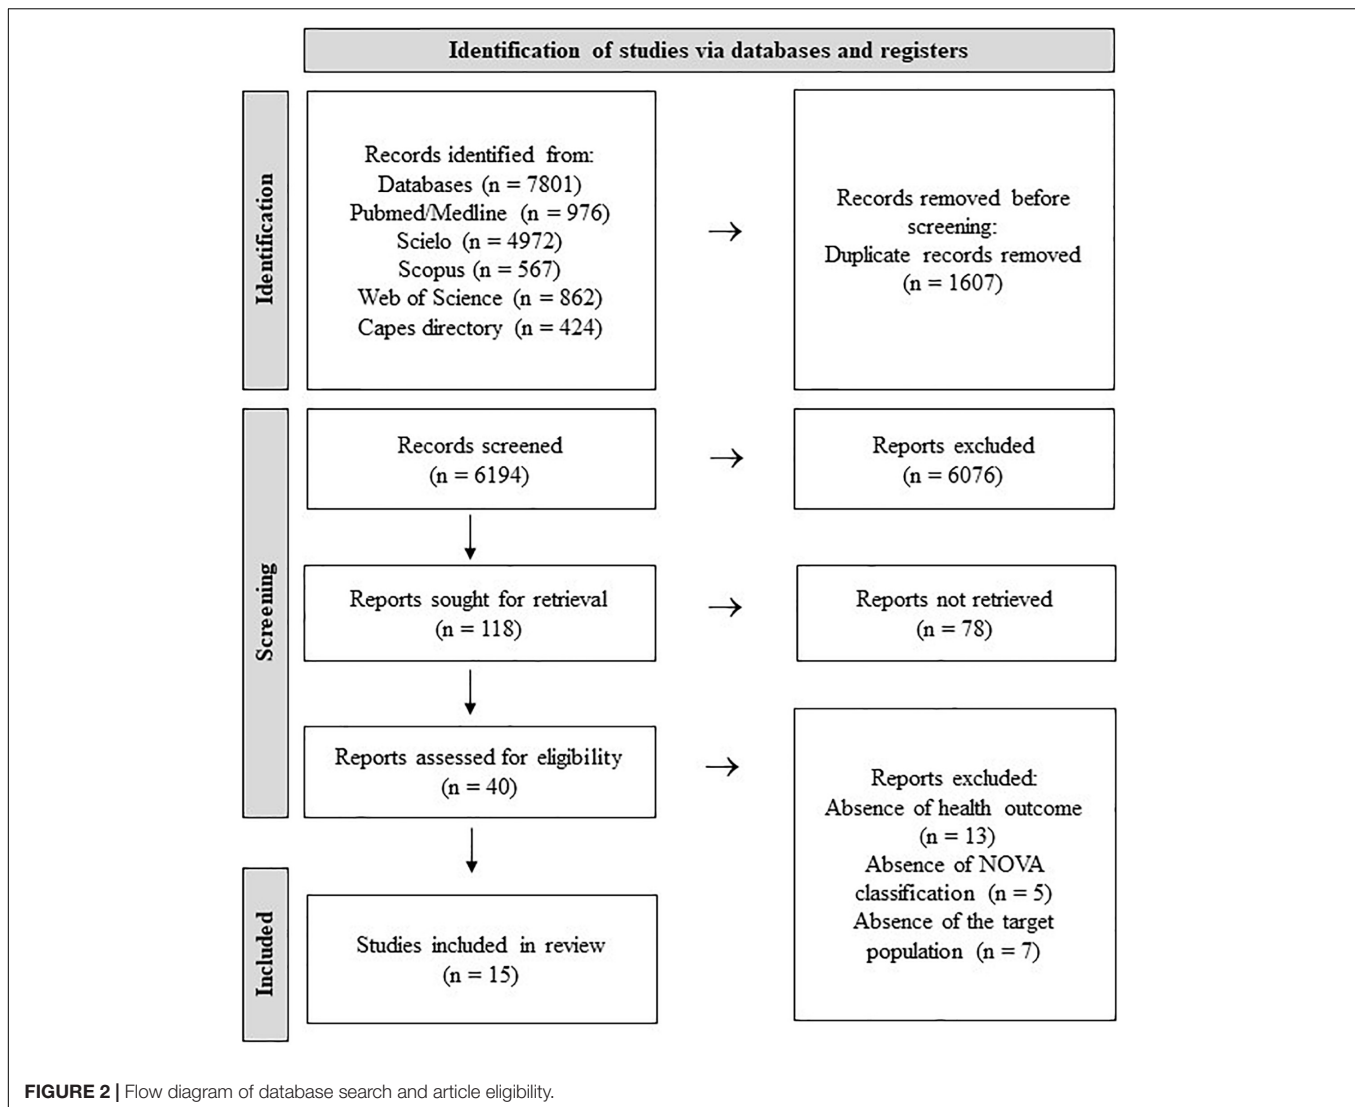 Identification of studies via databases and registers
Identification
Records identified from:
Databases (n = 7801)
Pubmed/Medline (n = 976)
Scielo (n = 4972)
Scopus (n = 567)
Web of Science (n = 862)
Capes directory (n = 424)
→
Records removed before
screening:
Duplicate records removed
(n = 1607)
Screening
Records screened
(n = 6194)
→
Reports excluded
(n = 6076)
Reports sought for retrieval
(n = 118)
→
Reports not retrieved
(n = 78)
Reports assessed for eligibility
(n = 40)
→
Reports excluded:
Absence of health outcome
(n = 13)
Absence of NOVA
classification (n = 5)
Absence of the target
population (n = 7)
Included
Studies included in review
(n = 15)
FIGURE 2 | Flow diagram of database search and article eligibility.